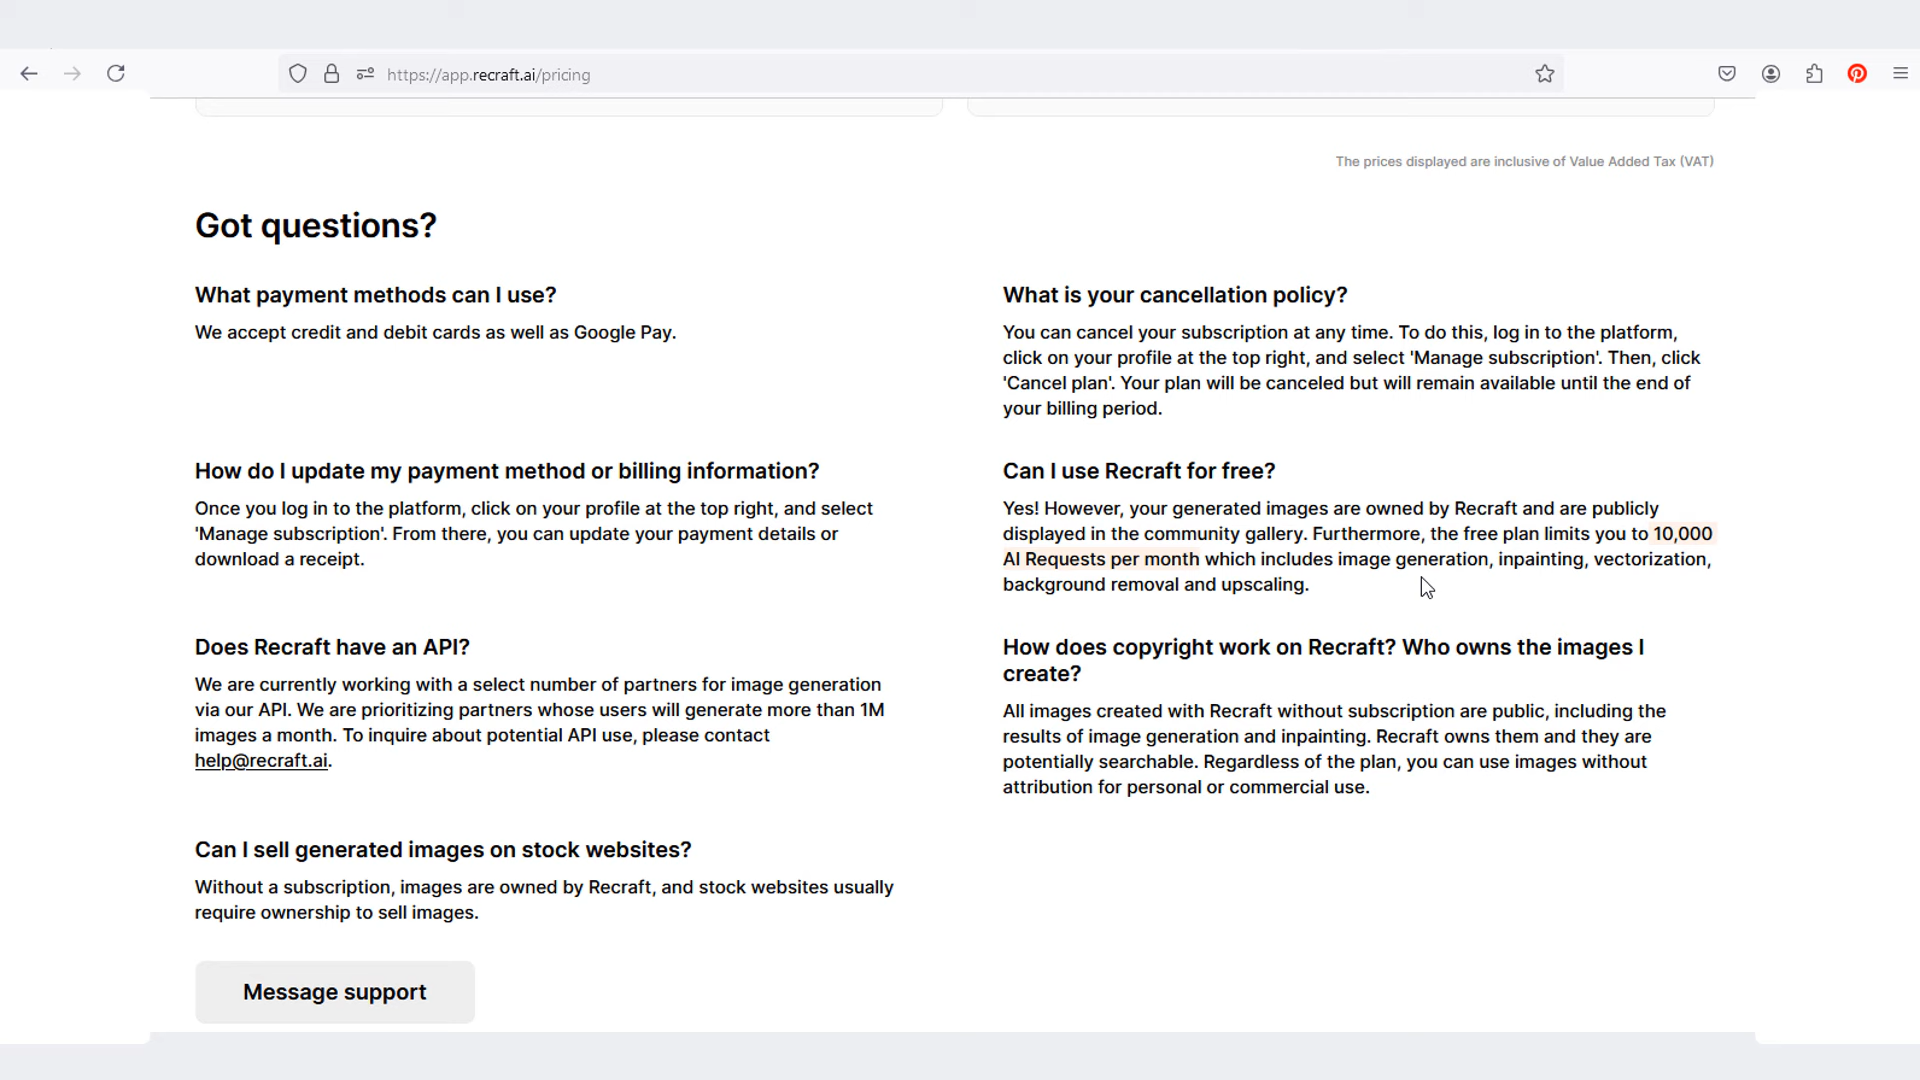 https://app.recraft.ai/pricing
The prices displayed are inclusive of Value Added Tax (VAT)
Got questions?
What payment methods can I use?
We accept credit and debit cards as well as Google Pay.
What is your cancellation policy?
You can cancel your subscription at any time. To do this, log in to the platform,
click on your profile at the top right, and select 'Manage subscription'. Then, click
'Cancel plan'. Your plan will be canceled but will remain available until the end of
your billing period.
How do I update my payment method or billing information?
Once you log in to the platform, click on your profile at the top right, and select
'Manage subscription'. From there, you can update your payment details or
download a receipt.
Can I use Recraft for free?
Yes! However, your generated images are owned by Recraft and are publicly
displayed in the community gallery. Furthermore, the free plan limits you to 10,000
AI Requests per month which includes image generation, inpainting, vectorization,
background removal and upscaling.
Does Recraft have an API?
We are currently working with a select number of partners for image generation
via our API. We are prioritizing partners whose users will generate more than 1M
images a month. To inquire about potential API use, please contact
help@recraft.ai.
How does copyright work on Recraft? Who owns the images I
create?
All images created with Recraft without subscription are public, including the
results of image generation and inpainting. Recraft owns them and they are
potentially searchable. Regardless of the plan, you can use images without
attribution for personal or commercial use.
Can I sell generated images on stock websites?
Without a subscription, images are owned by Recraft, and stock websites usually
require ownership to sell images.
Message support